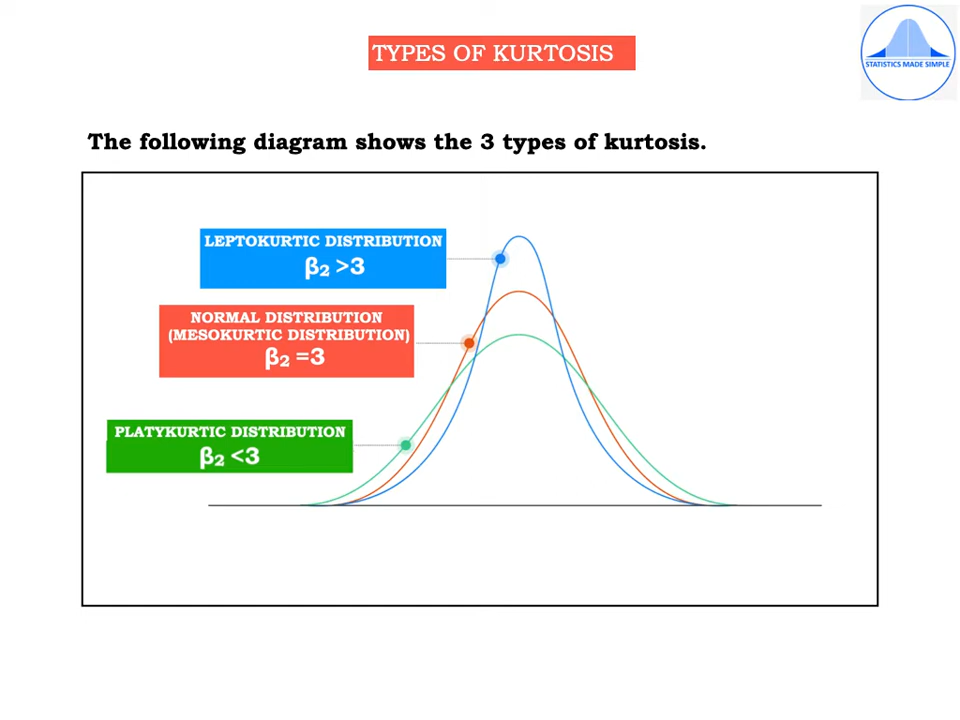 TYPES OF KURTOSIS
STATISTICS MADE SIMPLE
The following diagram shows the 3 types of kurtosis.
LEPTOKURTIC DISTRIBUTION
β₂ >3
NORMAL DISTRIBUTION
(MESOKURTIC DISTRIBUTION)
β₂ =3
PLATYKURTIC DISTRIBUTION
β₂ <3